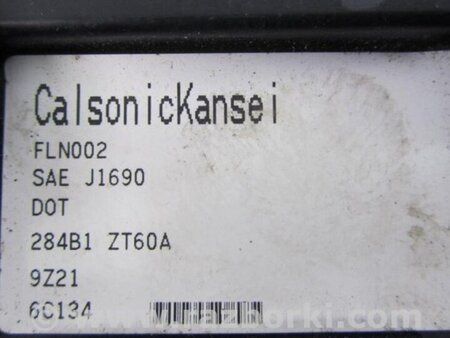 CalsonicKansei
FLN002
SAE J1690
DOT
284B1 ZT60A
9Z21
6C134